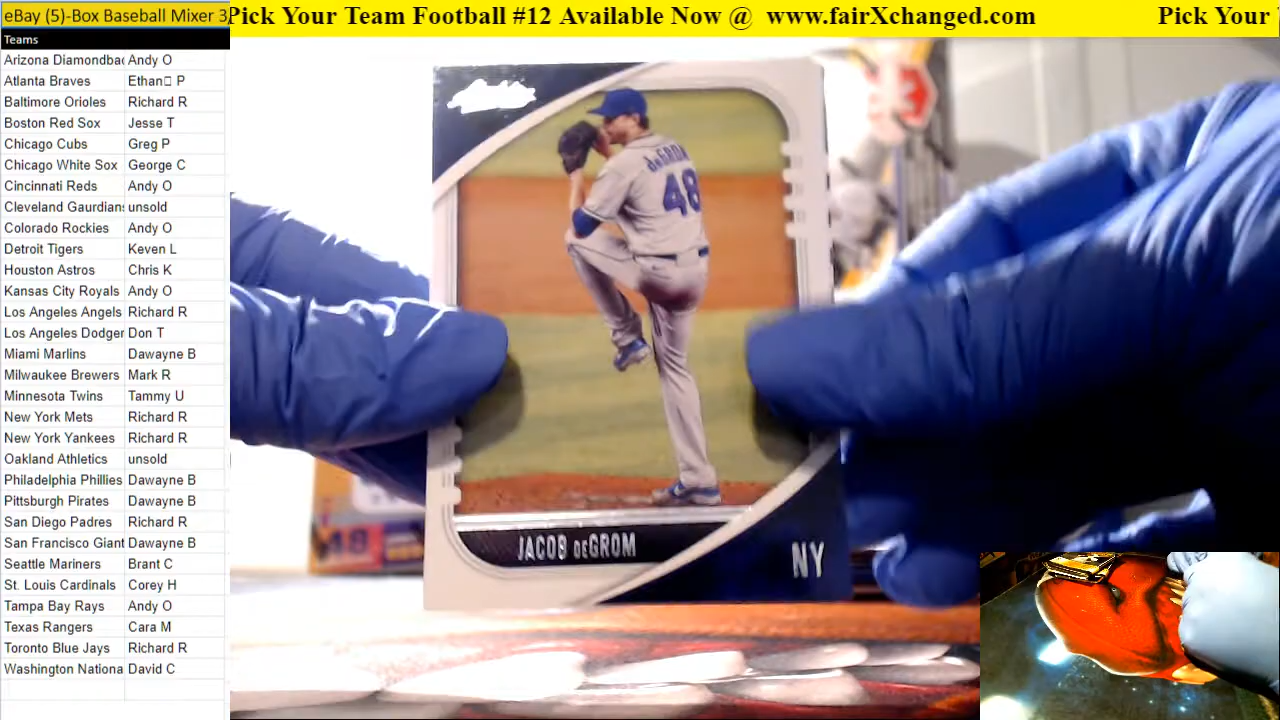 eBay (5)-Box Baseball Mixer 3
Pick Your Team Football #12 Available Now @ www.fairXchanged.com
Pick Your
Teams
Arizona Diamondba Andy O
Atlanta Braves Ethan□ P
Baltimore Orioles Richard R
Boston Red Sox Jesse T
Chicago Cubs Greg P
Chicago White Sox George C
Cincinnati Reds Andy O
Cleveland Gaurdians unsold
Colorado Rockies Andy O
Detroit Tigers Keven L
Houston Astros Chris K
Kansas City Royals Andy O
Los Angeles Angels Richard R
Los Angeles Dodger Don T
Miami Marlins Dawayne B
Milwaukee Brewers Mark R
Minnesota Twins Tammy U
New York Mets Richard R
New York Yankees Richard R
Oakland Athletics unsold
Philadelphia Phillies Dawayne B
Pittsburgh Pirates Dawayne B
San Diego Padres Richard R
San Francisco Giant Dawayne B
Seattle Mariners Brant C
St. Louis Cardinals Corey H
Tampa Bay Rays Andy O
Texas Rangers Cara M
Toronto Blue Jays Richard R
Washington Nationa David C
Absolute
deGROM
48
JACOB deGROM
NY
48